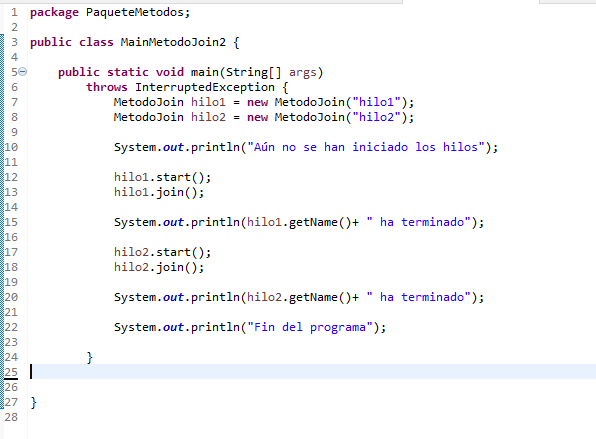 1 package PaqueteMetodos;
2
3 public class MainMetodoJoin2 {
4
5 public static void main(String[] args)
6 throws InterruptedException {
7 MetodoJoin hilo1 = new MetodoJoin("hilo1");
8 MetodoJoin hilo2 = new MetodoJoin("hilo2");
9
10 System.out.println("Aún no se han iniciado los hilos");
11
12 hilo1.start();
13 hilo1.join();
14
15 System.out.println(hilo1.getName()+ " ha terminado");
16
17 hilo2.start();
18 hilo2.join();
19
20 System.out.println(hilo2.getName()+ " ha terminado");
21
22 System.out.println("Fin del programa");
23
24 }
25
26
27 }
28